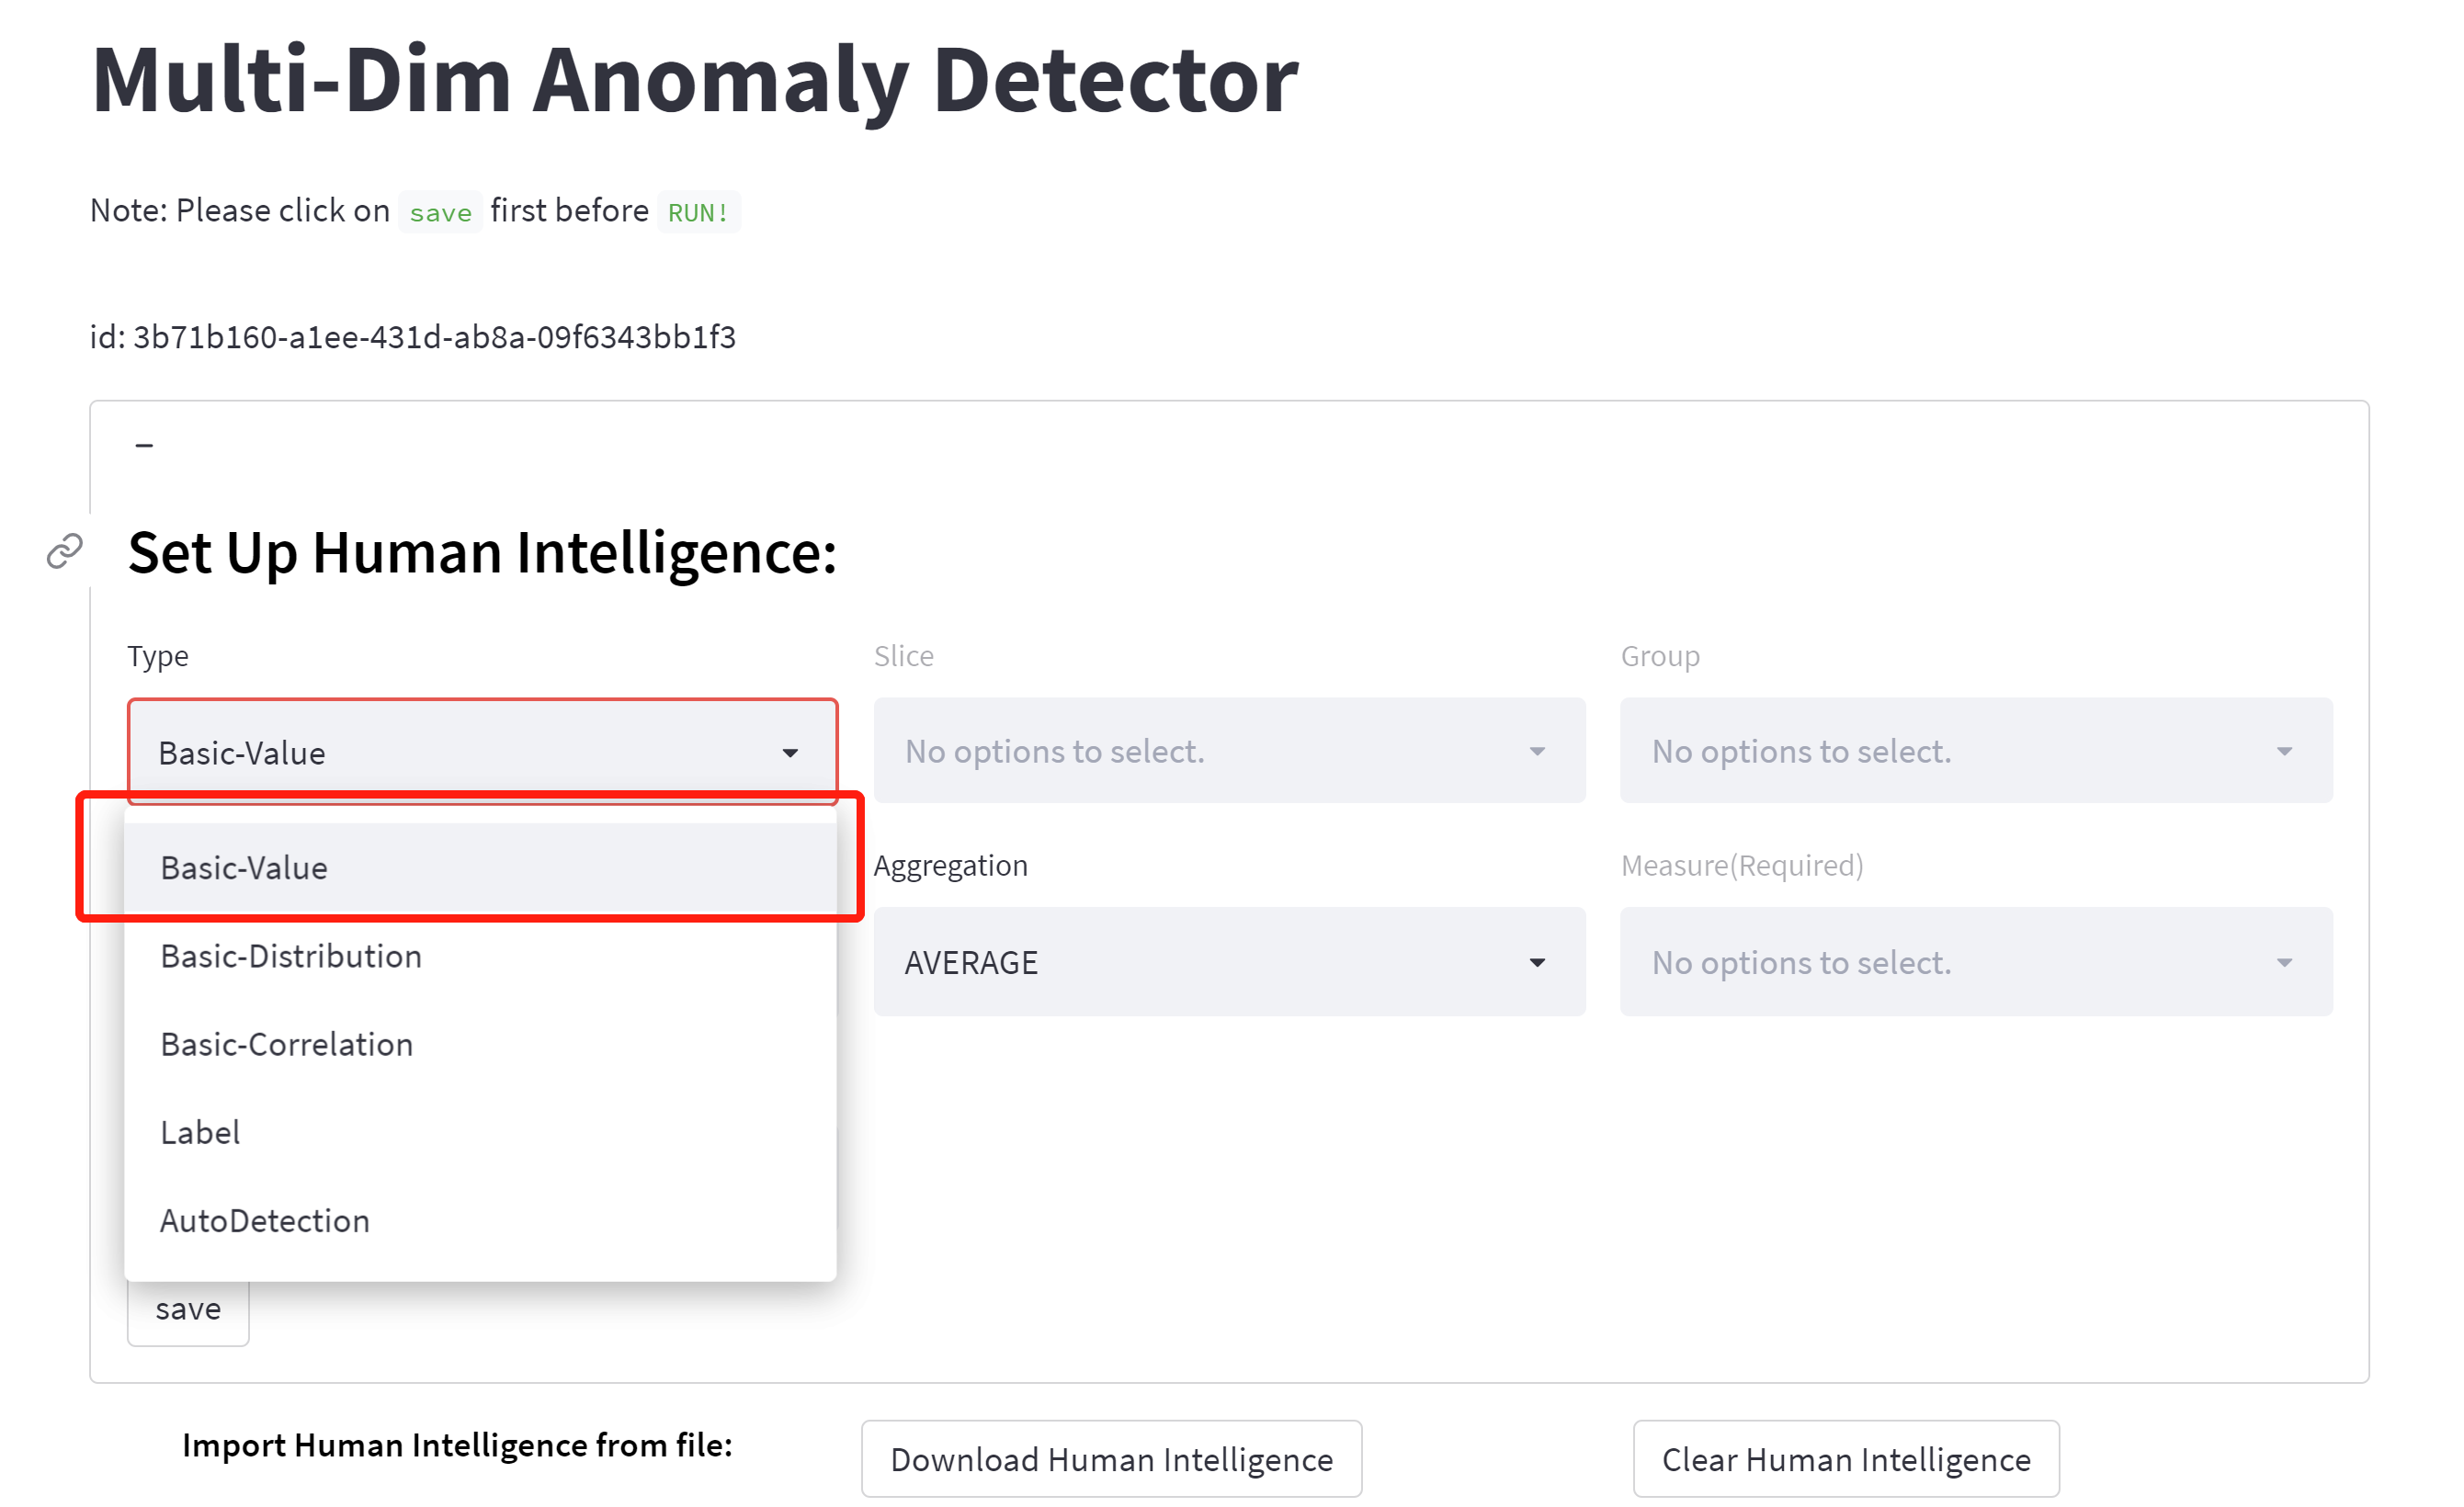 Multi-Dim Anomaly Detector
Note: Please click on save first before RUN!
id: 3b71b160-a1ee-431d-ab8a-09f6343bb1f3
–
Set Up Human Intelligence:
Type
Slice
Group
Basic-Value
No options to select.
No options to select.
Basic-Value
Aggregation
Measure(Required)
Basic-Distribution
AVERAGE
No options to select.
Basic-Correlation
Label
AutoDetection
save
Import Human Intelligence from file:
Download Human Intelligence
Clear Human Intelligence